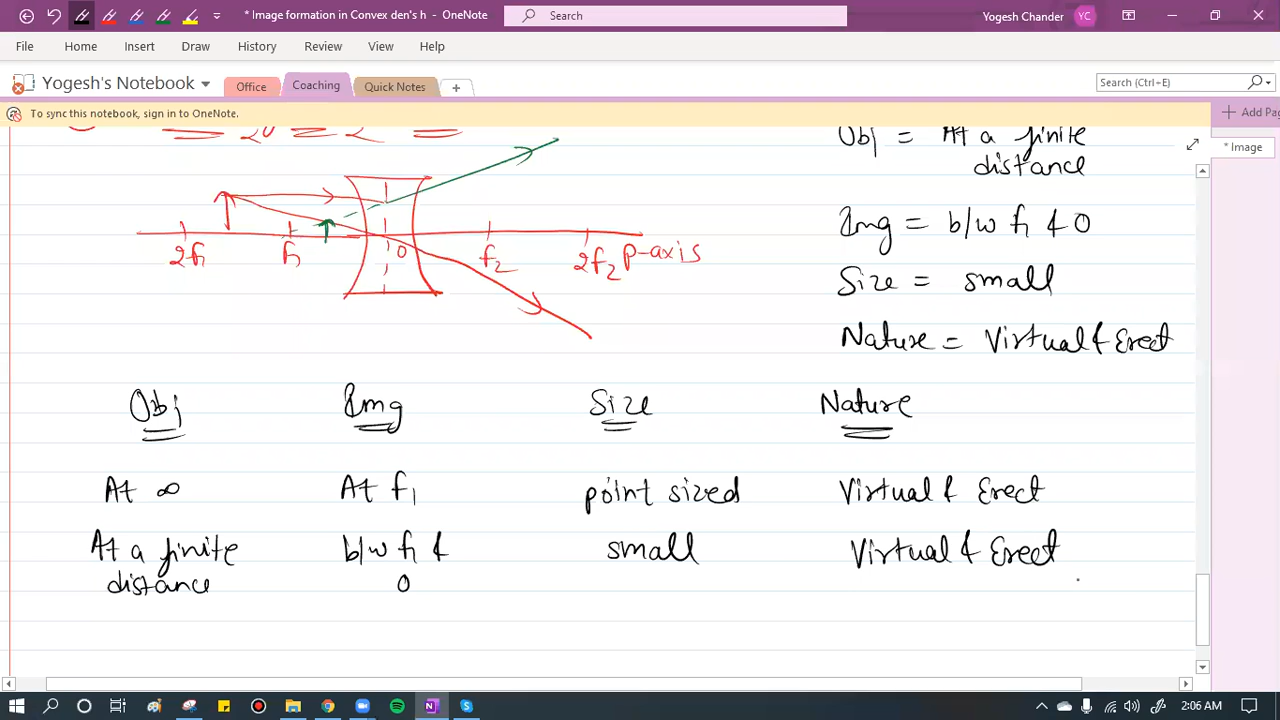 * Image formation in Convex den's h - OneNote
Search
Yogesh Chander
YC
File Home Insert Draw History Review View Help
Yogesh's Notebook
Office
Coaching
Quick Notes
Search (Ctrl+E)
To sync this notebook, sign in to OneNote.
Add Pag
* Image
Obj = At a finite
distance
Img = b/w f1 & O
Size = small
Nature = Virtual & Erect
2f1 f1 O f2 2f2 P-axis
Obj Img Size Nature
At ∞ At f1 point sized Virtual & Erect
At a finite b/w f1 & small Virtual & Erect
distance O
2:06 AM